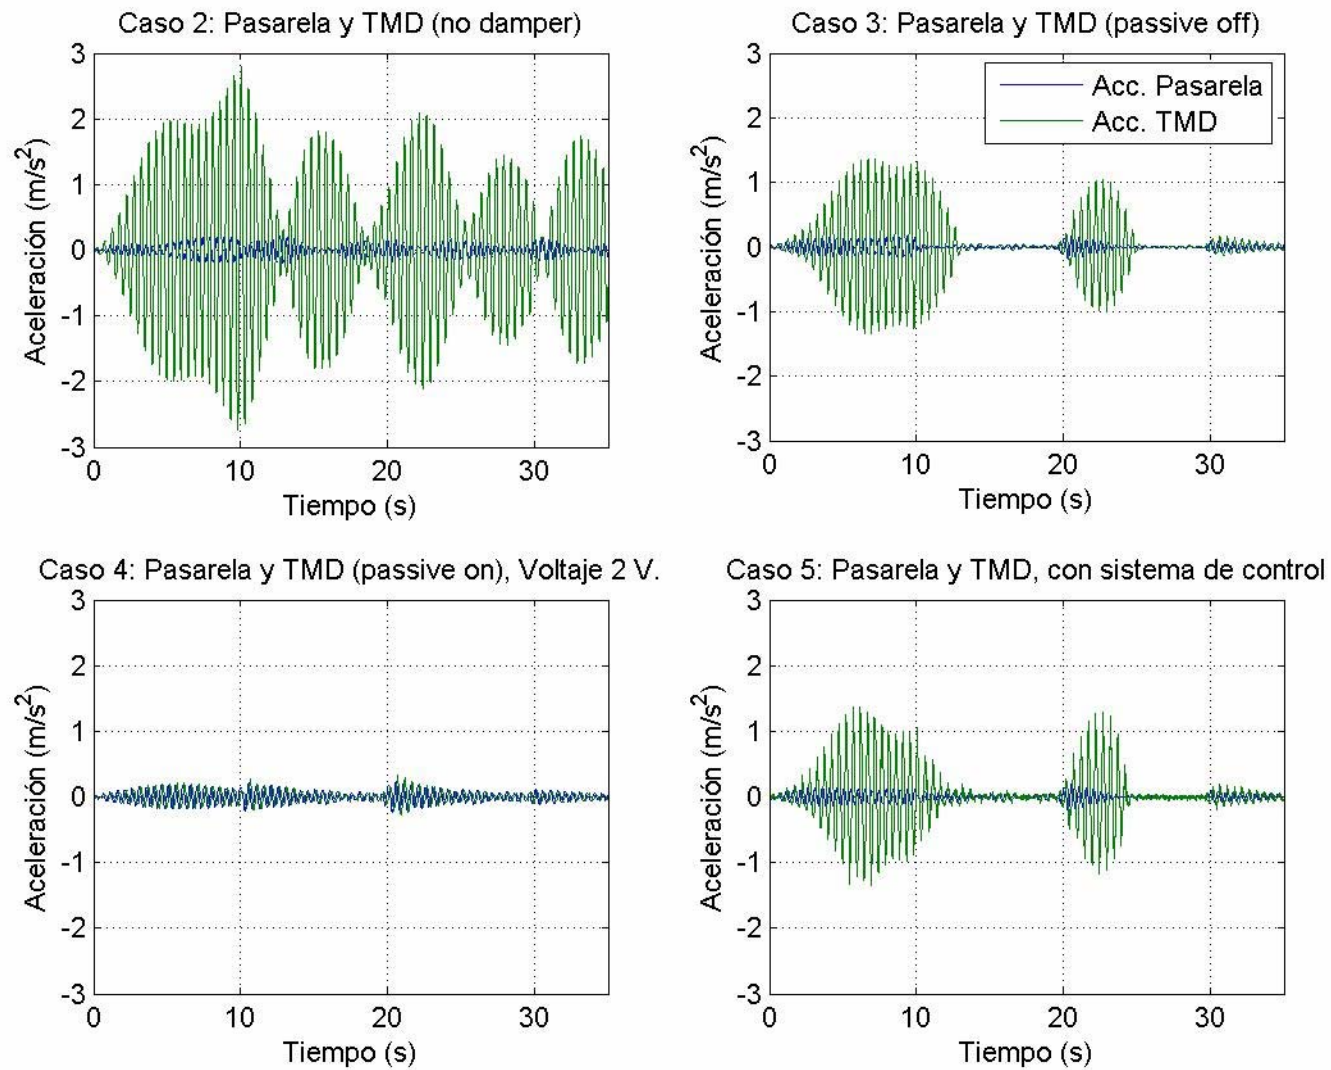 Caso 2: Pasarela y TMD (no damper)
3
2
1
0
-1
-2
-3
Aceleración (m/s²)
0 10 20 30
Tiempo (s)
Caso 3: Pasarela y TMD (passive off)
Acc. Pasarela
Acc. TMD
3
2
1
0
-1
-2
-3
Aceleración (m/s²)
0 10 20 30
Tiempo (s)
Caso 4: Pasarela y TMD (passive on), Voltaje 2 V.
3
2
1
0
-1
-2
-3
Aceleración (m/s²)
0 10 20 30
Tiempo (s)
Caso 5: Pasarela y TMD, con sistema de control
3
2
1
0
-1
-2
-3
Aceleración (m/s²)
0 10 20 30
Tiempo (s)